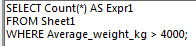 SELECT Count(*) AS Expr1
FROM Sheet1
WHERE Average_weight_kg > 4000;